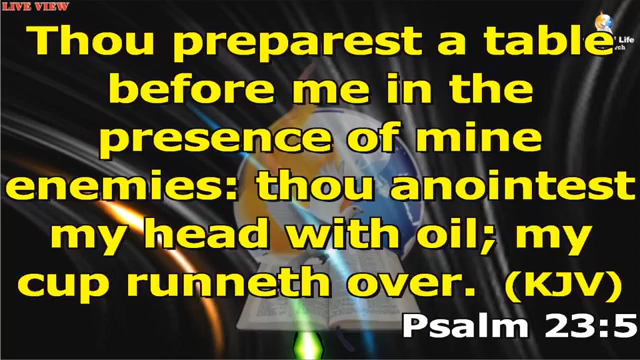 LIVE VIEW
Life
Thou preparest a table
before me in the
presence of mine
enemies: thou anointest
my head with oil; my
cup runneth over. (KJV)
Psalm 23:5